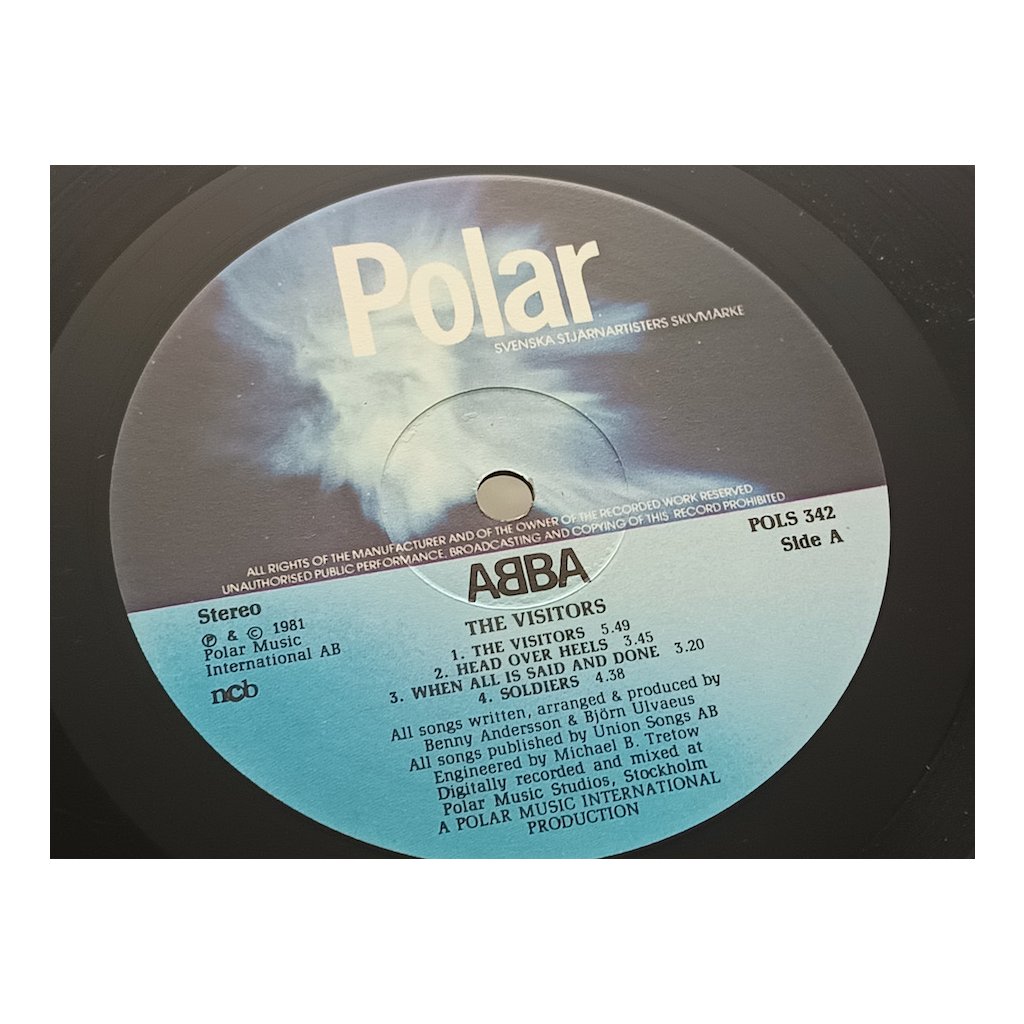 Polar
SVENSKA STJÄRNARTISTERS SKIVMÄRKE
ALL RIGHTS OF THE MANUFACTURER AND OF THE OWNER OF THE RECORDED WORK RESERVED
UNAUTHORISED PUBLIC PERFORMANCE, BROADCASTING AND COPYING OF THIS RECORD PROHIBITED
POLS 342
Side A
Stereo
℗ & © 1981
Polar Music
International AB
ncb
ABBA
THE VISITORS
1. THE VISITORS 5.49
2. HEAD OVER HEELS 3.45
3. WHEN ALL IS SAID AND DONE 3.20
4. SOLDIERS 4.38
All songs written, arranged & produced by
Benny Andersson & Björn Ulvaeus
All songs published by Union Songs AB
Engineered by Michael B. Tretow
Digitally recorded and mixed at
Polar Music Studios, Stockholm
A POLAR MUSIC INTERNATIONAL
PRODUCTION